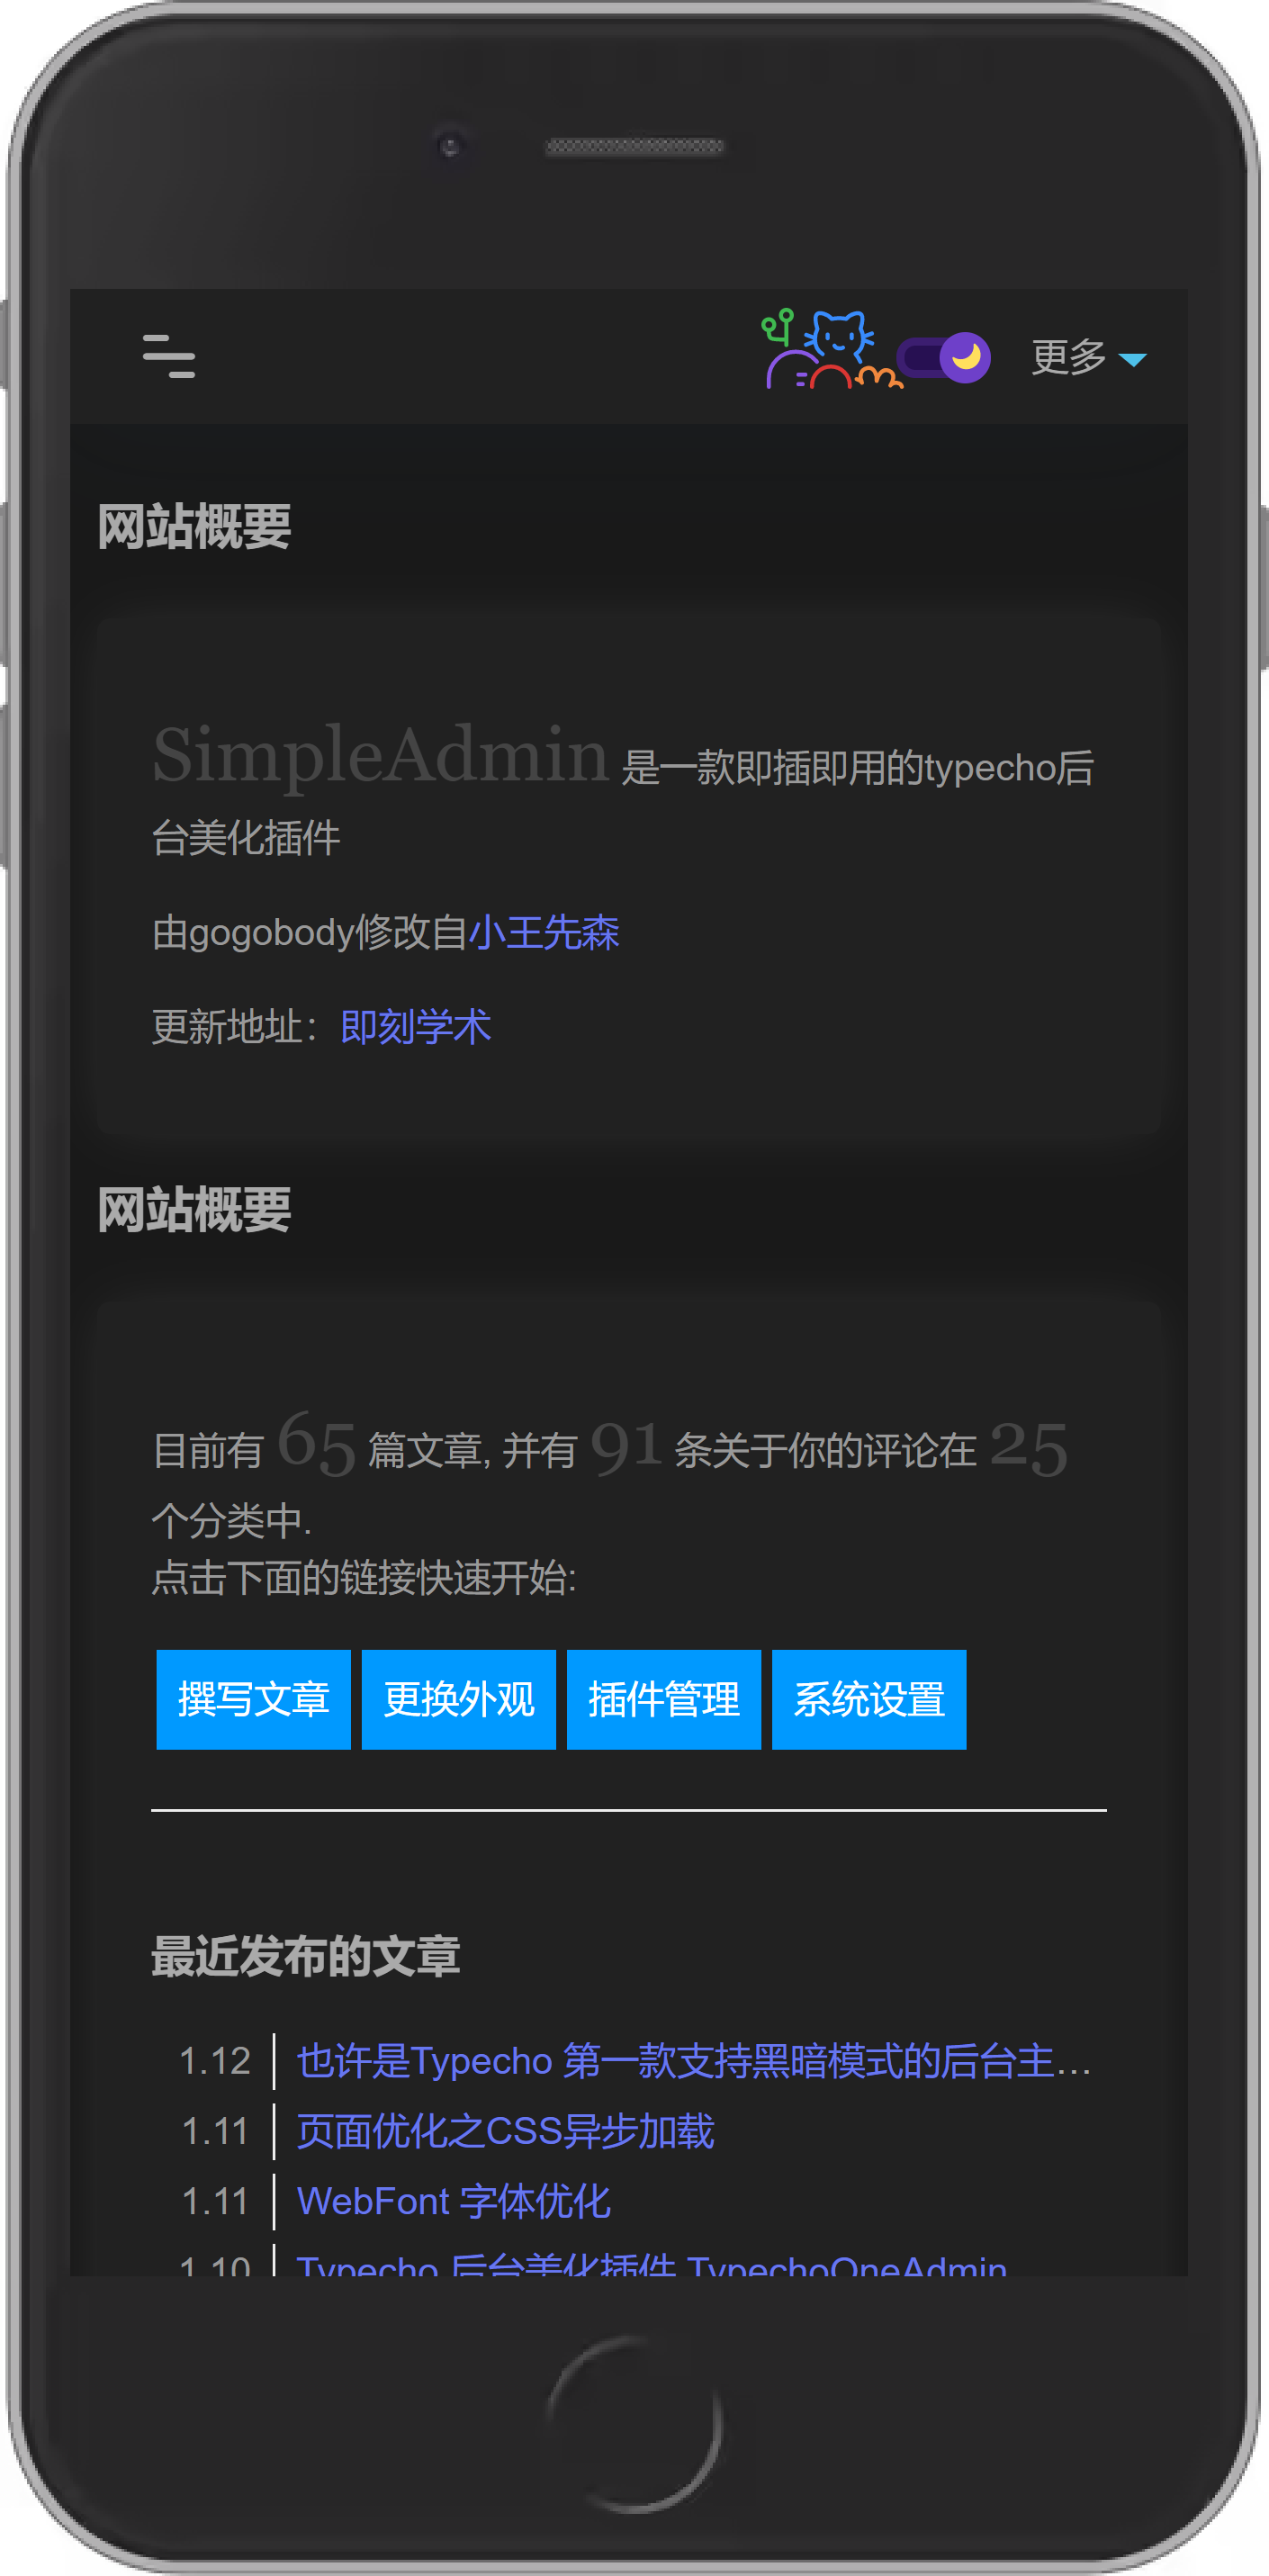 更多
网站概要
SimpleAdmin 是一款即插即用的typecho后
台美化插件
由gogobody修改自小王先森
更新地址：即刻学术
网站概要
目前有 65 篇文章, 并有 91 条关于你的评论在 25
个分类中.
点击下面的链接快速开始:
撰写文章 更换外观 插件管理 系统设置
最近发布的文章
1.12 也许是Typecho 第一款支持黑暗模式的后台主...
1.11 页面优化之CSS异步加载
1.11 WebFont 字体优化
1.10 Typecho 后台美化插件 TypechoOneAdmin